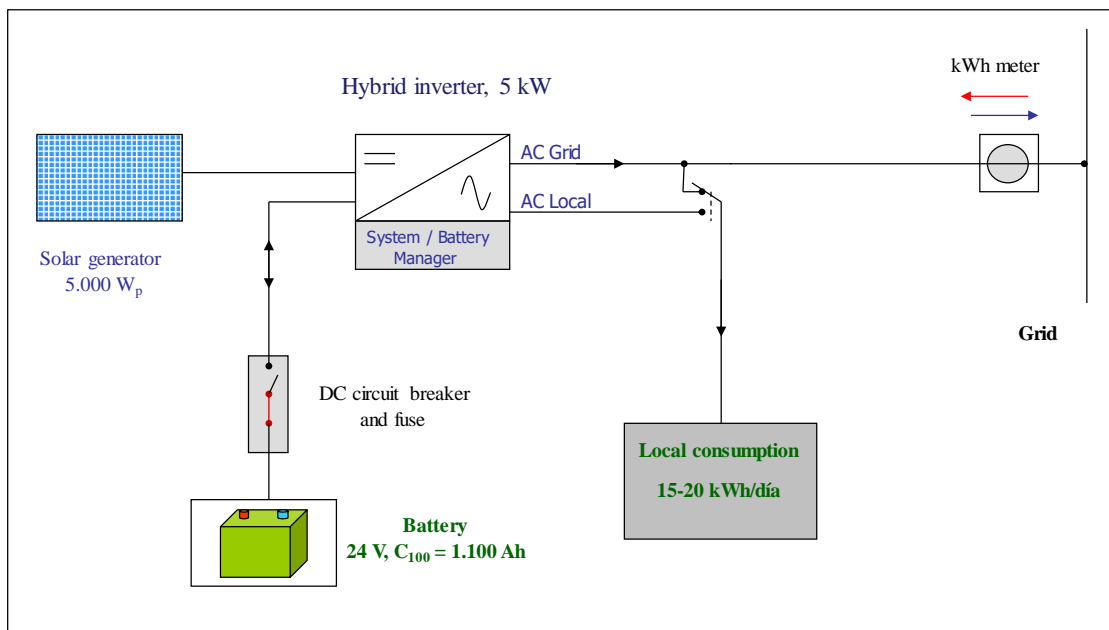 Hybrid inverter, 5 kW
kWh meter
AC Grid
AC Local
System / Battery
Manager
Solar generator
5.000 Wₚ
Grid
DC circuit breaker
and fuse
Local consumption
15-20 kWh/día
Battery
24 V, C₁₀₀ = 1.100 Ah